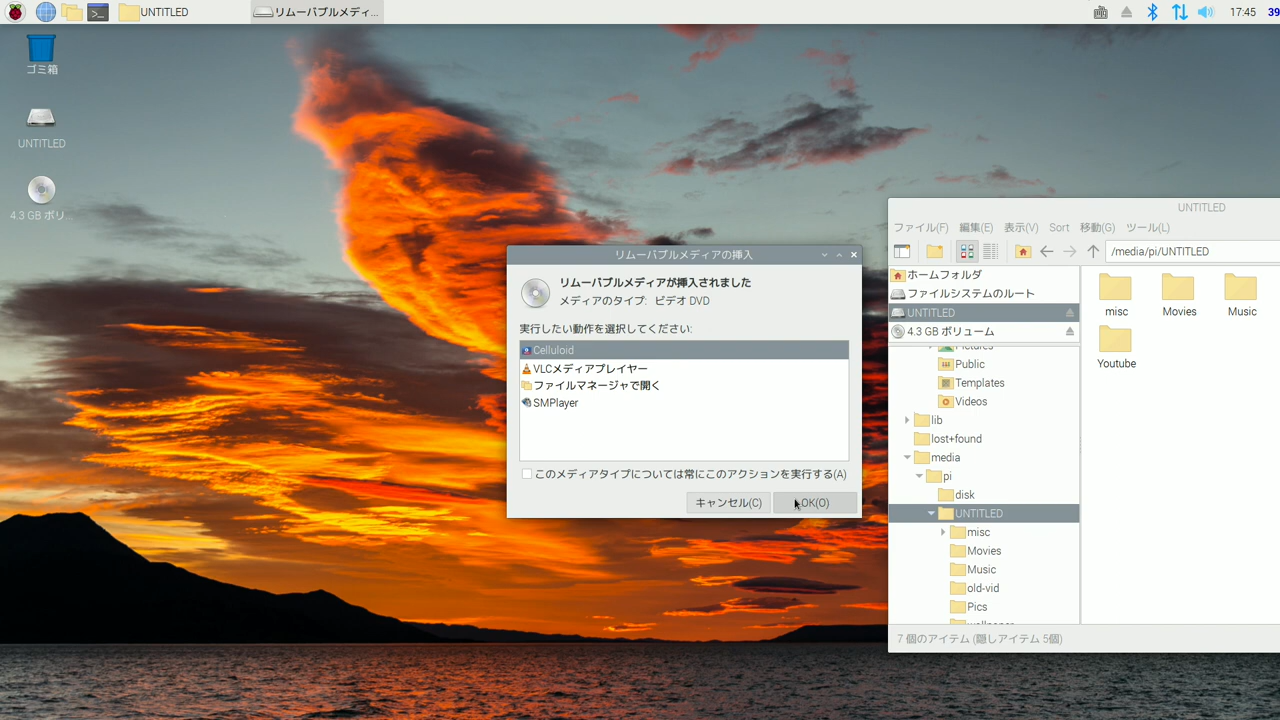 UNTITLED
リムーバブルメディ...
17:45
39
ゴミ箱
UNTITLED
4.3 GB ボリ...
リムーバブルメディアの挿入
リムーバブルメディアが挿入されました
メディアのタイプ: ビデオ DVD
実行したい動作を選択してください:
Celluloid
VLCメディアプレイヤー
ファイルマネージャで開く
SMPlayer
このメディアタイプについては常にこのアクションを実行する(A)
キャンセル(C)
OK(O)
UNTITLED
ファイル(F) 編集(E) 表示(V) Sort 移動(G) ツール(L)
/media/pi/UNTITLED
ホームフォルダ
ファイルシステムのルート
UNTITLED
4.3 GB ボリューム
Pictures
Public
Templates
Videos
lib
lost+found
media
pi
disk
UNTITLED
misc
Movies
Music
old-vid
Pics
wallpaper
misc
Movies
Music
Youtube
7 個のアイテム (隠しアイテム 5個)